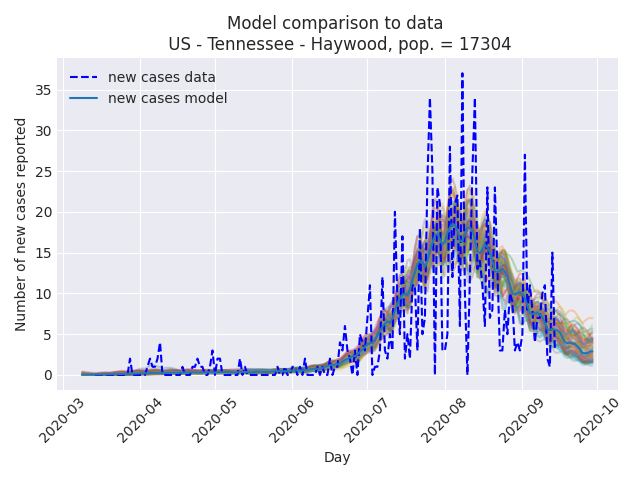 Model comparison to data
US - Tennessee - Haywood, pop. = 17304
new cases data
new cases model
Number of new cases reported
35
30
25
20
15
10
5
0
2020-03
2020-04
2020-05
2020-06
2020-07
2020-08
2020-09
2020-10
Day